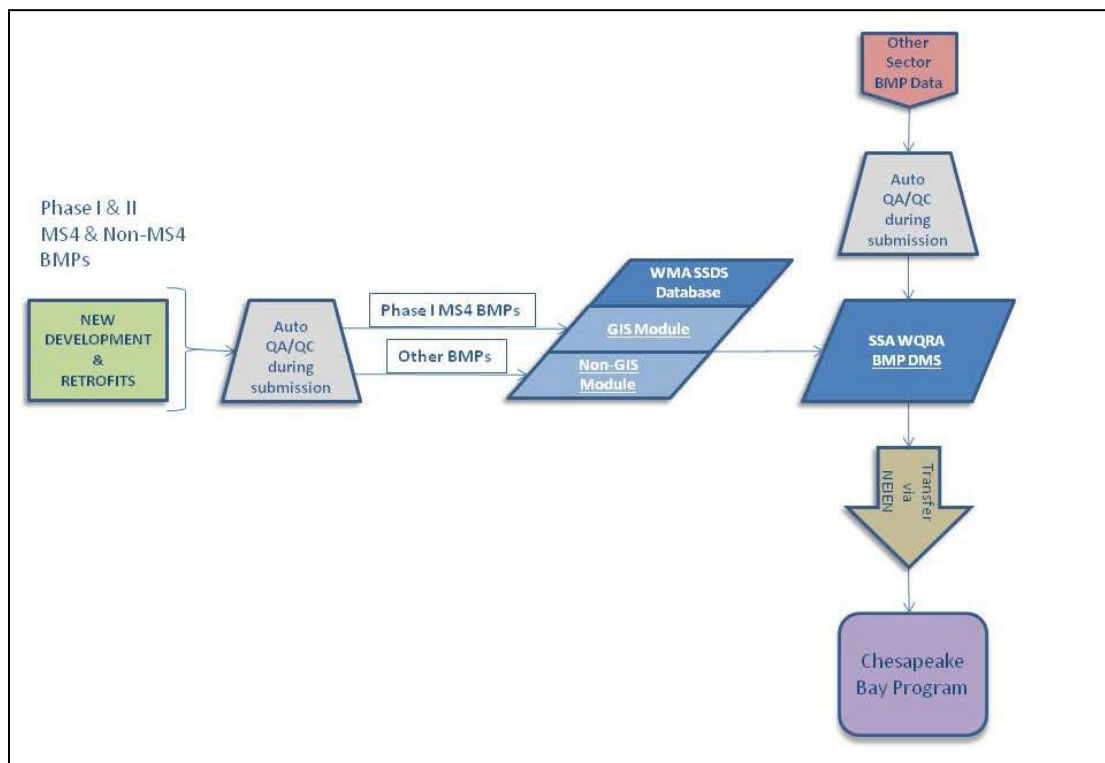 Other
Sector
BMP Data
Auto
QA/QC
during
submission
Phase I & II
MS4 & Non-MS4
BMPs
NEW
DEVELOPMENT
&
RETROFITS
Auto
QA/QC
during
submission
Phase I MS4 BMPs
Other BMPs
WMA SSDS
Database
GIS Module
Non-GIS
Module
SSA WQRA
BMP DMS
Transfer
via
NEIEN
Chesapeake
Bay Program